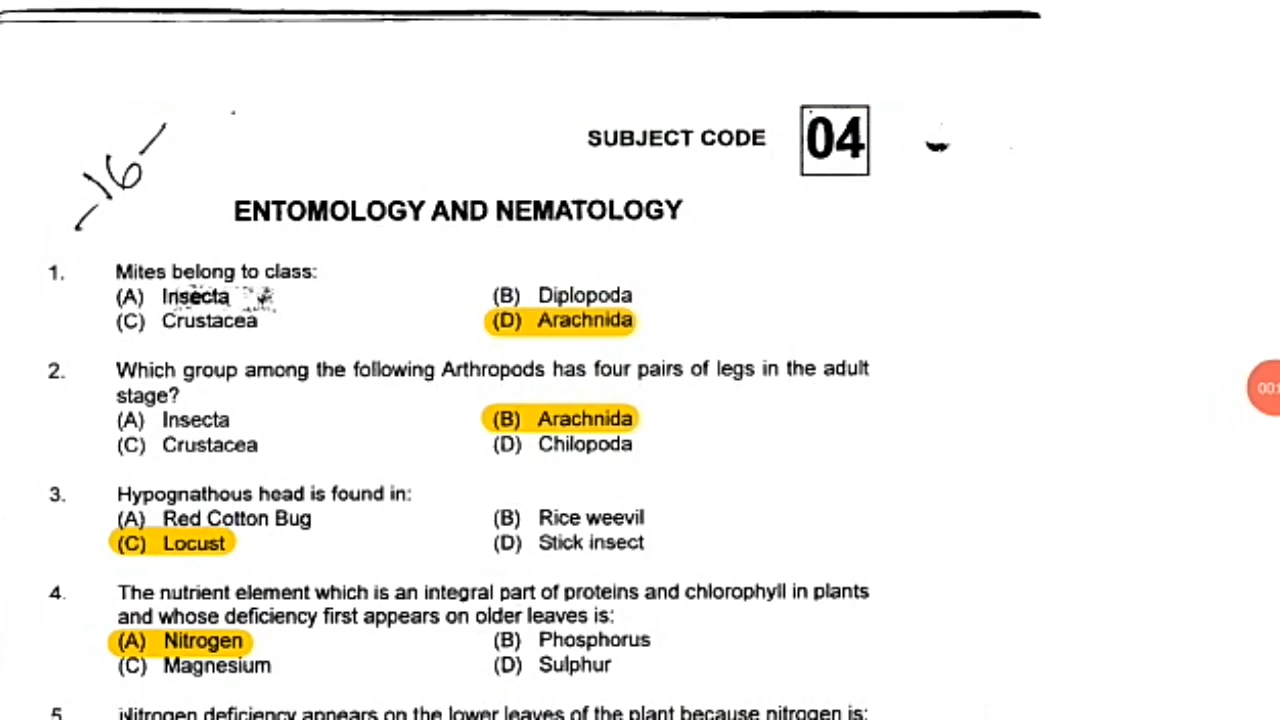 SUBJECT CODE 04
-16-
ENTOMOLOGY AND NEMATOLOGY
1. Mites belong to class:
(A) Insecta (B) Diplopoda
(C) Crustacea (D) Arachnida
2. Which group among the following Arthropods has four pairs of legs in the adult
stage?
(A) Insecta (B) Arachnida
(C) Crustacea (D) Chilopoda
3. Hypognathous head is found in:
(A) Red Cotton Bug (B) Rice weevil
(C) Locust (D) Stick insect
4. The nutrient element which is an integral part of proteins and chlorophyll in plants
and whose deficiency first appears on older leaves is:
(A) Nitrogen (B) Phosphorus
(C) Magnesium (D) Sulphur
5. Nitrogen deficiency appears on the lower leaves of the plant because nitrogen is: